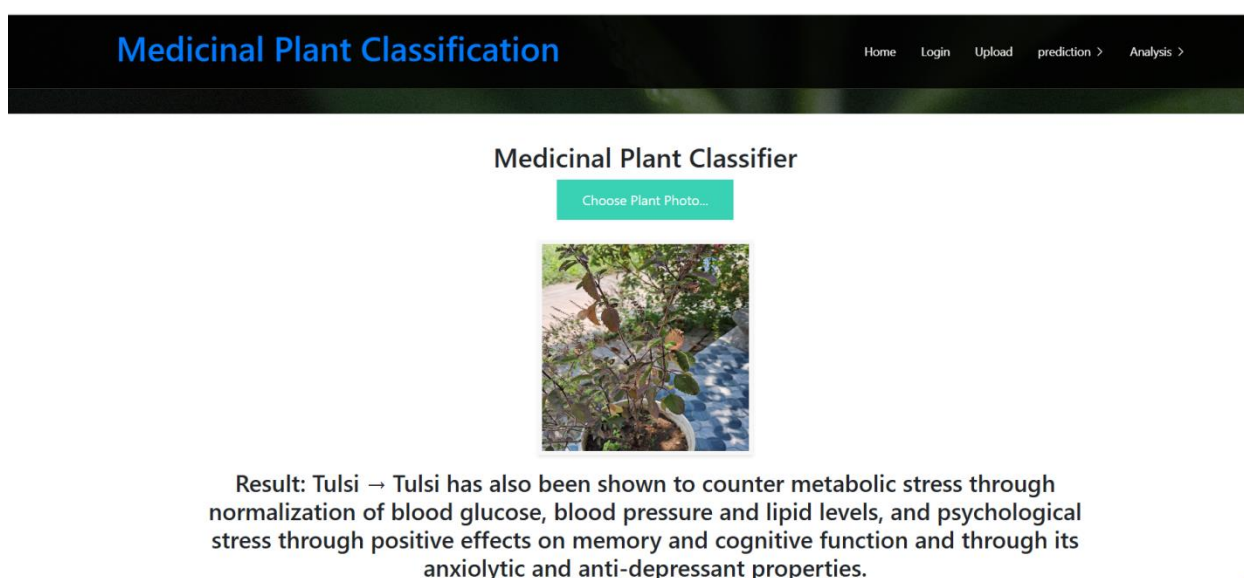 Medicinal Plant Classification
Home Login Upload prediction > Analysis >
Medicinal Plant Classifier
Choose Plant Photo...
Result: Tulsi → Tulsi has also been shown to counter metabolic stress through
normalization of blood glucose, blood pressure and lipid levels, and psychological
stress through positive effects on memory and cognitive function and through its
anxiolytic and anti-depressant properties.